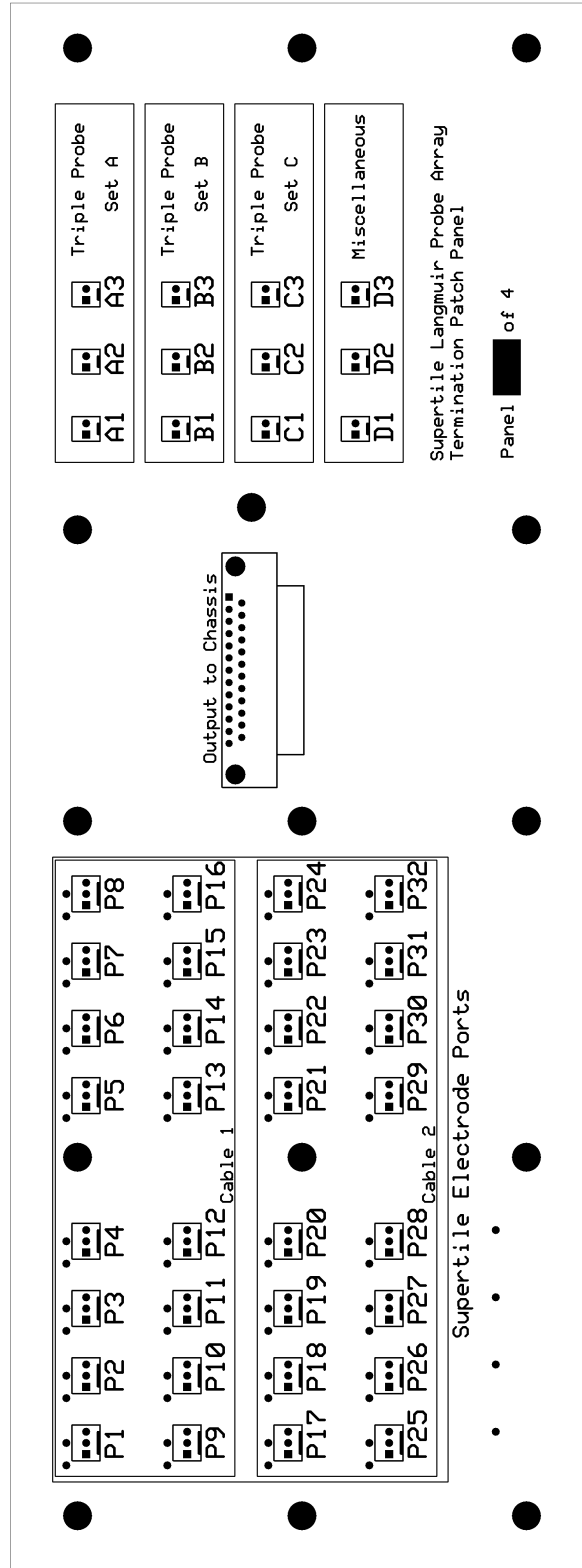 P1 P2 P3 P4 P5 P6 P7 P8
P9 P10 P11 P12 P13 P14 P15 P16
Cable 1
P17 P18 P19 P20 P21 P22 P23 P24
P25 P26 P27 P28 P29 P30 P31 P32
Cable 2
Supertile Electrode Ports
Output to Chassis
A1 A2 A3
Triple Probe
Set A
B1 B2 B3
Triple Probe
Set B
C1 C2 C3
Triple Probe
Set C
D1 D2 D3
Miscellaneous
Supertile Langmuir Probe Array
Termination Patch Panel
Panel of 4